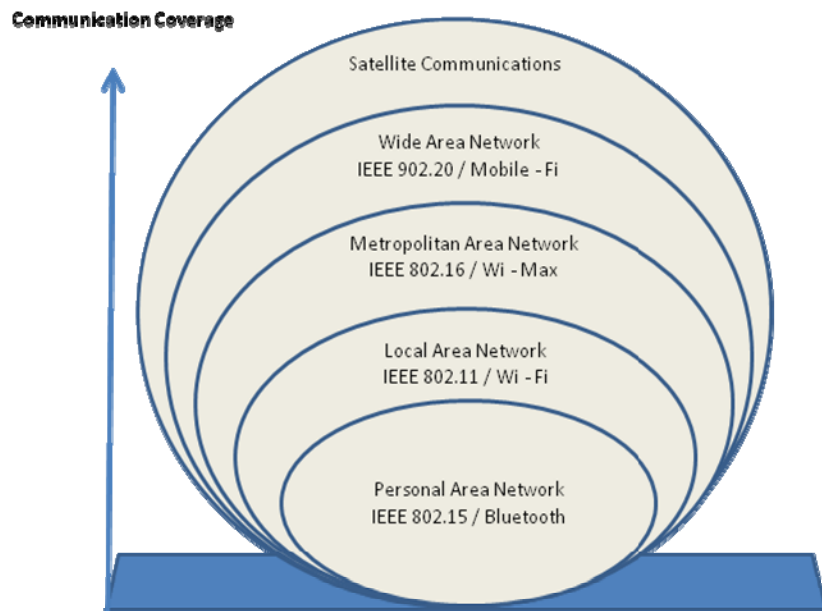 Communication Coverage
Satellite Communications
Wide Area Network
IEEE 902.20 / Mobile - Fi
Metropolitan Area Network
IEEE 802.16 / Wi - Max
Local Area Network
IEEE 802.11 / Wi - Fi
Personal Area Network
IEEE 802.15 / Bluetooth